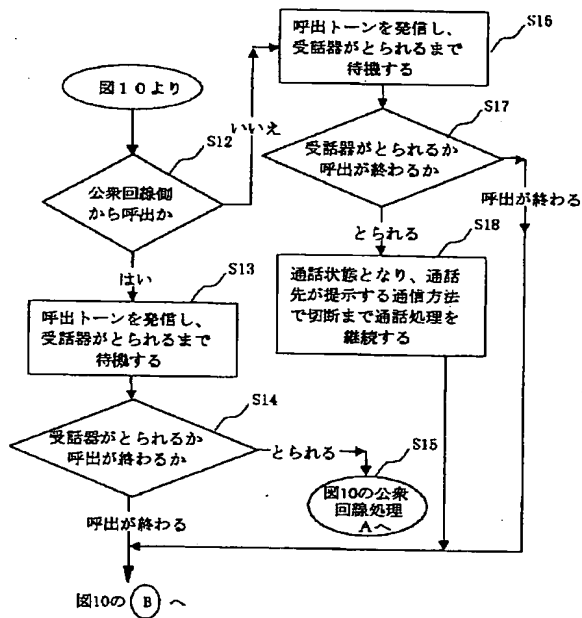 図10より
S12
公衆回線側
から呼出か
いいえ
はい
S13
呼出トーンを発信し、
受話器がとられるまで
待機する
S14
受話器がとられるか
呼出が終わるか
とられる
S15
図10の公衆
回線処理
Aへ
呼出が終わる
図10の B へ
S16
呼出トーンを発信し、
受話器がとられるまで
待機する
S17
受話器がとられるか
呼出が終わるか
呼出が終わる
とられる
S18
通話状態となり、通話
先が提示する通信方法
で切断まで通話処理を
継続する